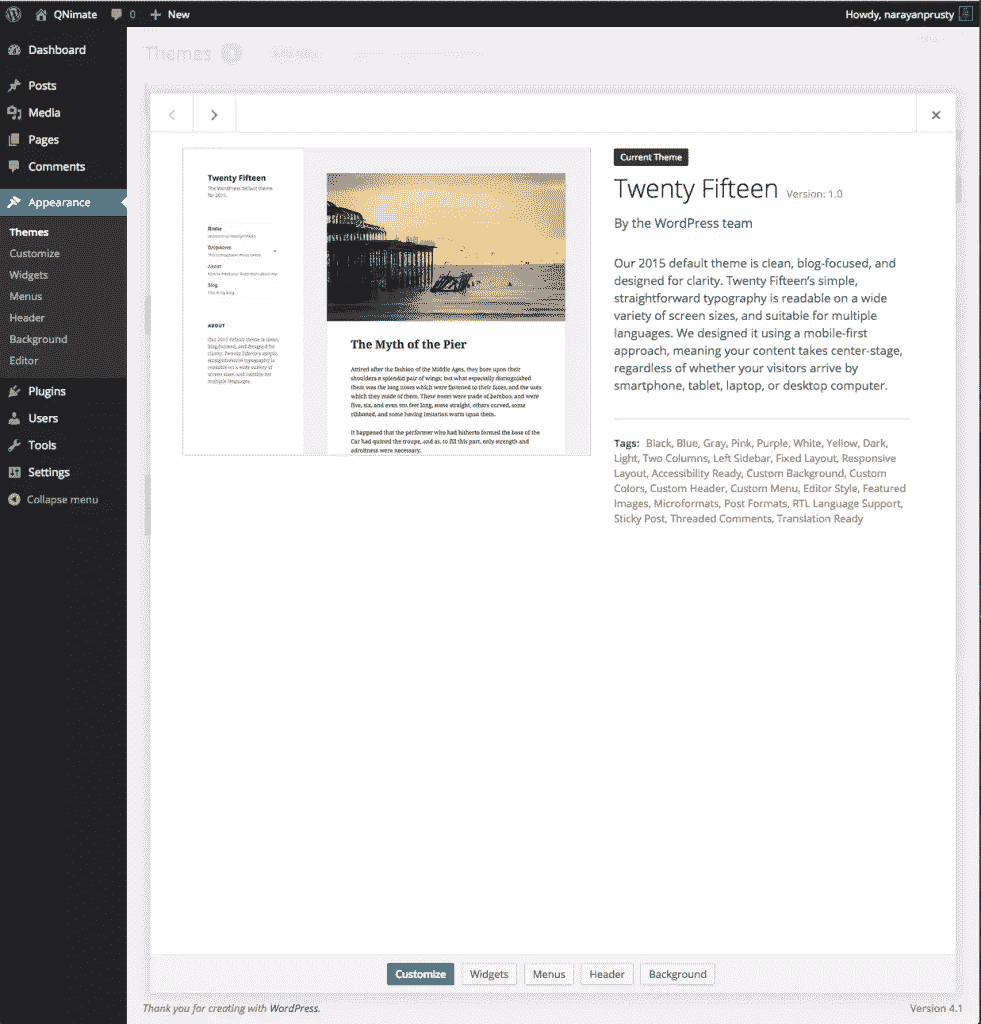 QNimate 0 New
Howdy, narayanprusty
Dashboard
Posts
Media
Pages
Comments
Appearance
Themes
Customize
Widgets
Menus
Header
Background
Editor
Plugins
Users
Tools
Settings
Collapse menu
Themes
Twenty Fifteen
The WordPress default theme
for 2015.
Home
Dropdown
About
Blog
ABOUT
Our 2015 default theme is clean,
blog-focused, and designed for
clarity. Twenty Fifteen's simple,
straightforward typography is
readable on a wide variety of
screen sizes, and suitable for
multiple languages.
The Myth of the Pier
Attired after the fashion of the Middle Ages, they bore upon their
shoulders a splendid pair of wings; but what especially distinguished
them was the long noses which were fastened to their faces, and the uses
which they made of them. These noses were made of bamboo, and were
five, six, and even ten feet long, some straight, others curved, some
ribboned, and some having imitation warts upon them.
It happened that the performer who had hitherto formed the base of the
Car had quitted the troupe, and as, to fill this part, only strength and
adroitness were necessary.
Current Theme
Twenty Fifteen Version: 1.0
By the WordPress team
Our 2015 default theme is clean, blog-focused, and
designed for clarity. Twenty Fifteen's simple,
straightforward typography is readable on a wide
variety of screen sizes, and suitable for multiple
languages. We designed it using a mobile-first
approach, meaning your content takes center-stage,
regardless of whether your visitors arrive by
smartphone, tablet, laptop, or desktop computer.
Tags: Black, Blue, Gray, Pink, Purple, White, Yellow, Dark,
Light, Two Columns, Left Sidebar, Fixed Layout, Responsive
Layout, Accessibility Ready, Custom Background, Custom
Colors, Custom Header, Custom Menu, Editor Style, Featured
Images, Microformats, Post Formats, RTL Language Support,
Sticky Post, Threaded Comments, Translation Ready
Customize Widgets Menus Header Background
Thank you for creating with WordPress.
Version 4.1